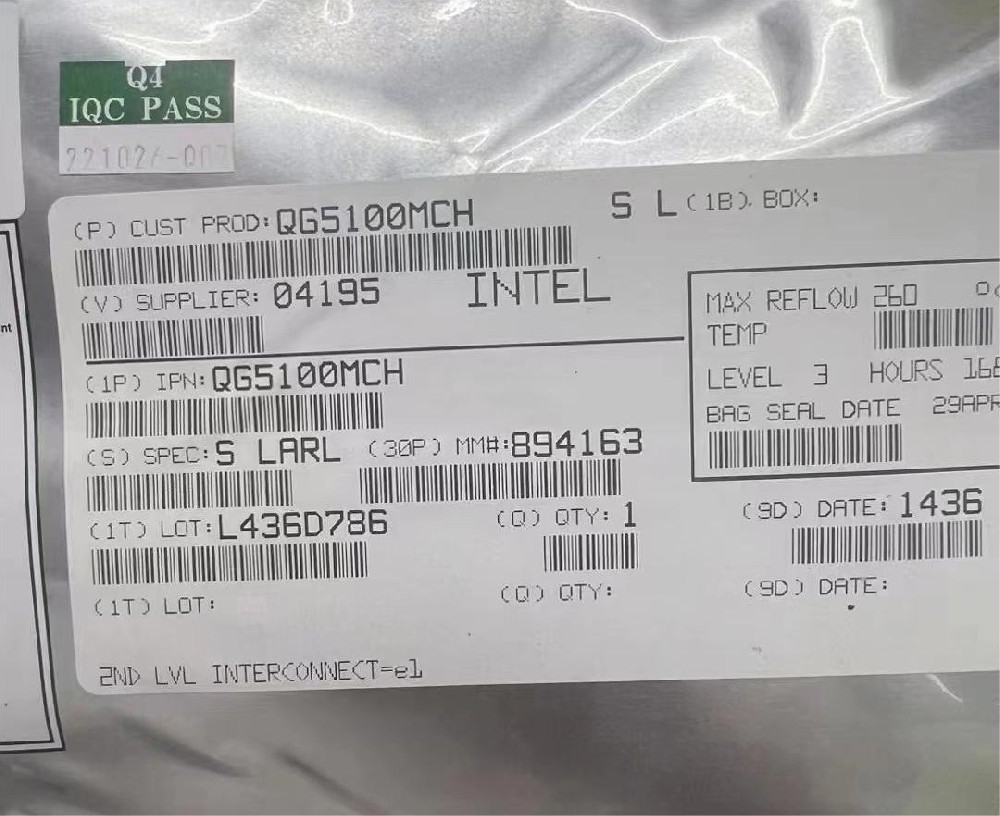 Q4
IQC PASS
(P) CUST PROD: QG5100MCH
S L (1B). BOX:
(V) SUPPLIER: 04195
INTEL
MAX REFLOW 260
TEMP
(1P) IPN: QG5100MCH
LEVEL 3 HOURS 168
BAG SEAL DATE 29APR
(S) SPEC: S LARL (30P) MM#: 894163
(1T) LOT: L436D786 (Q) QTY: 1 (9D) DATE: 1436
(1T) LOT: (Q) QTY: (9D) DATE:
2ND LVL INTERCONNECT=e1
nt